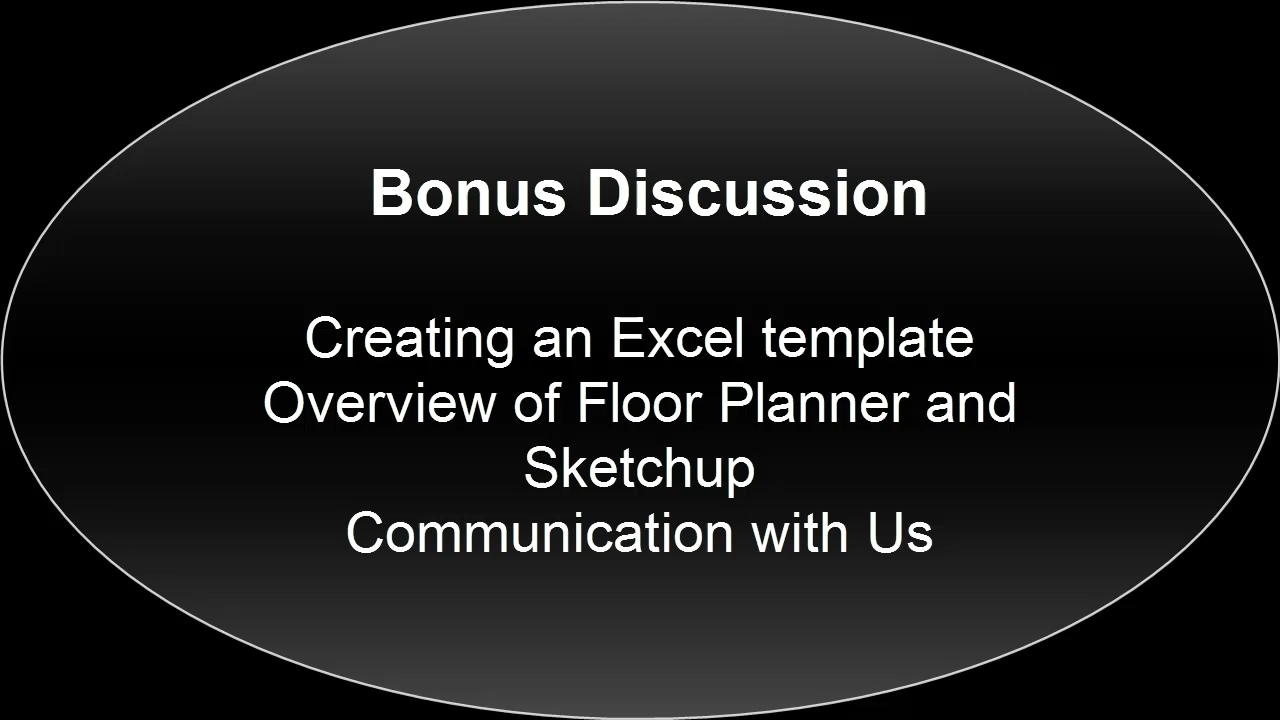 Bonus Discussion
Creating an Excel template
Overview of Floor Planner and
Sketchup
Communication with Us